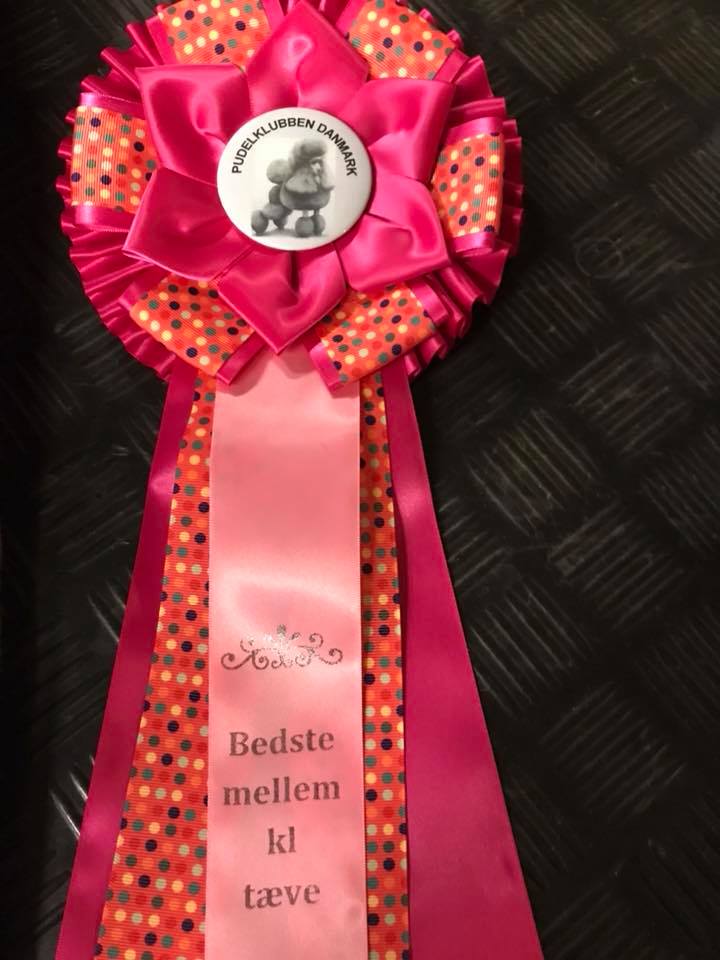 PUDELKLUBBEN DANMARK
Bedste
mellem
kl
tæve